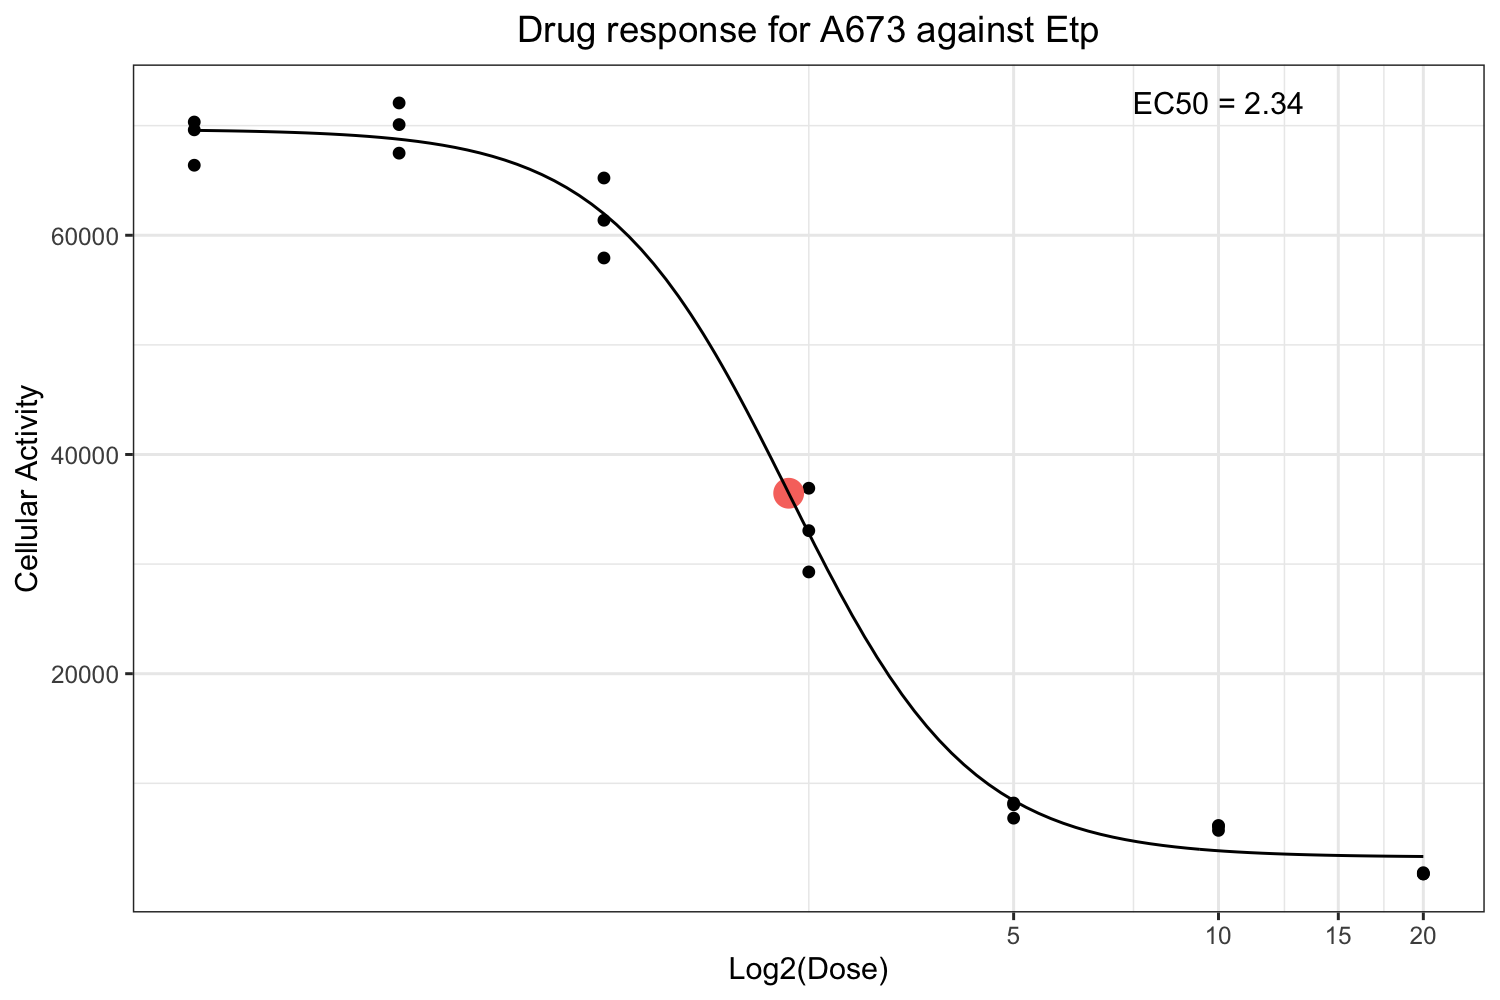 Drug response for A673 against Etp
EC50 = 2.34
60000
40000
20000
Cellular Activity
5 10 15 20
Log2(Dose)